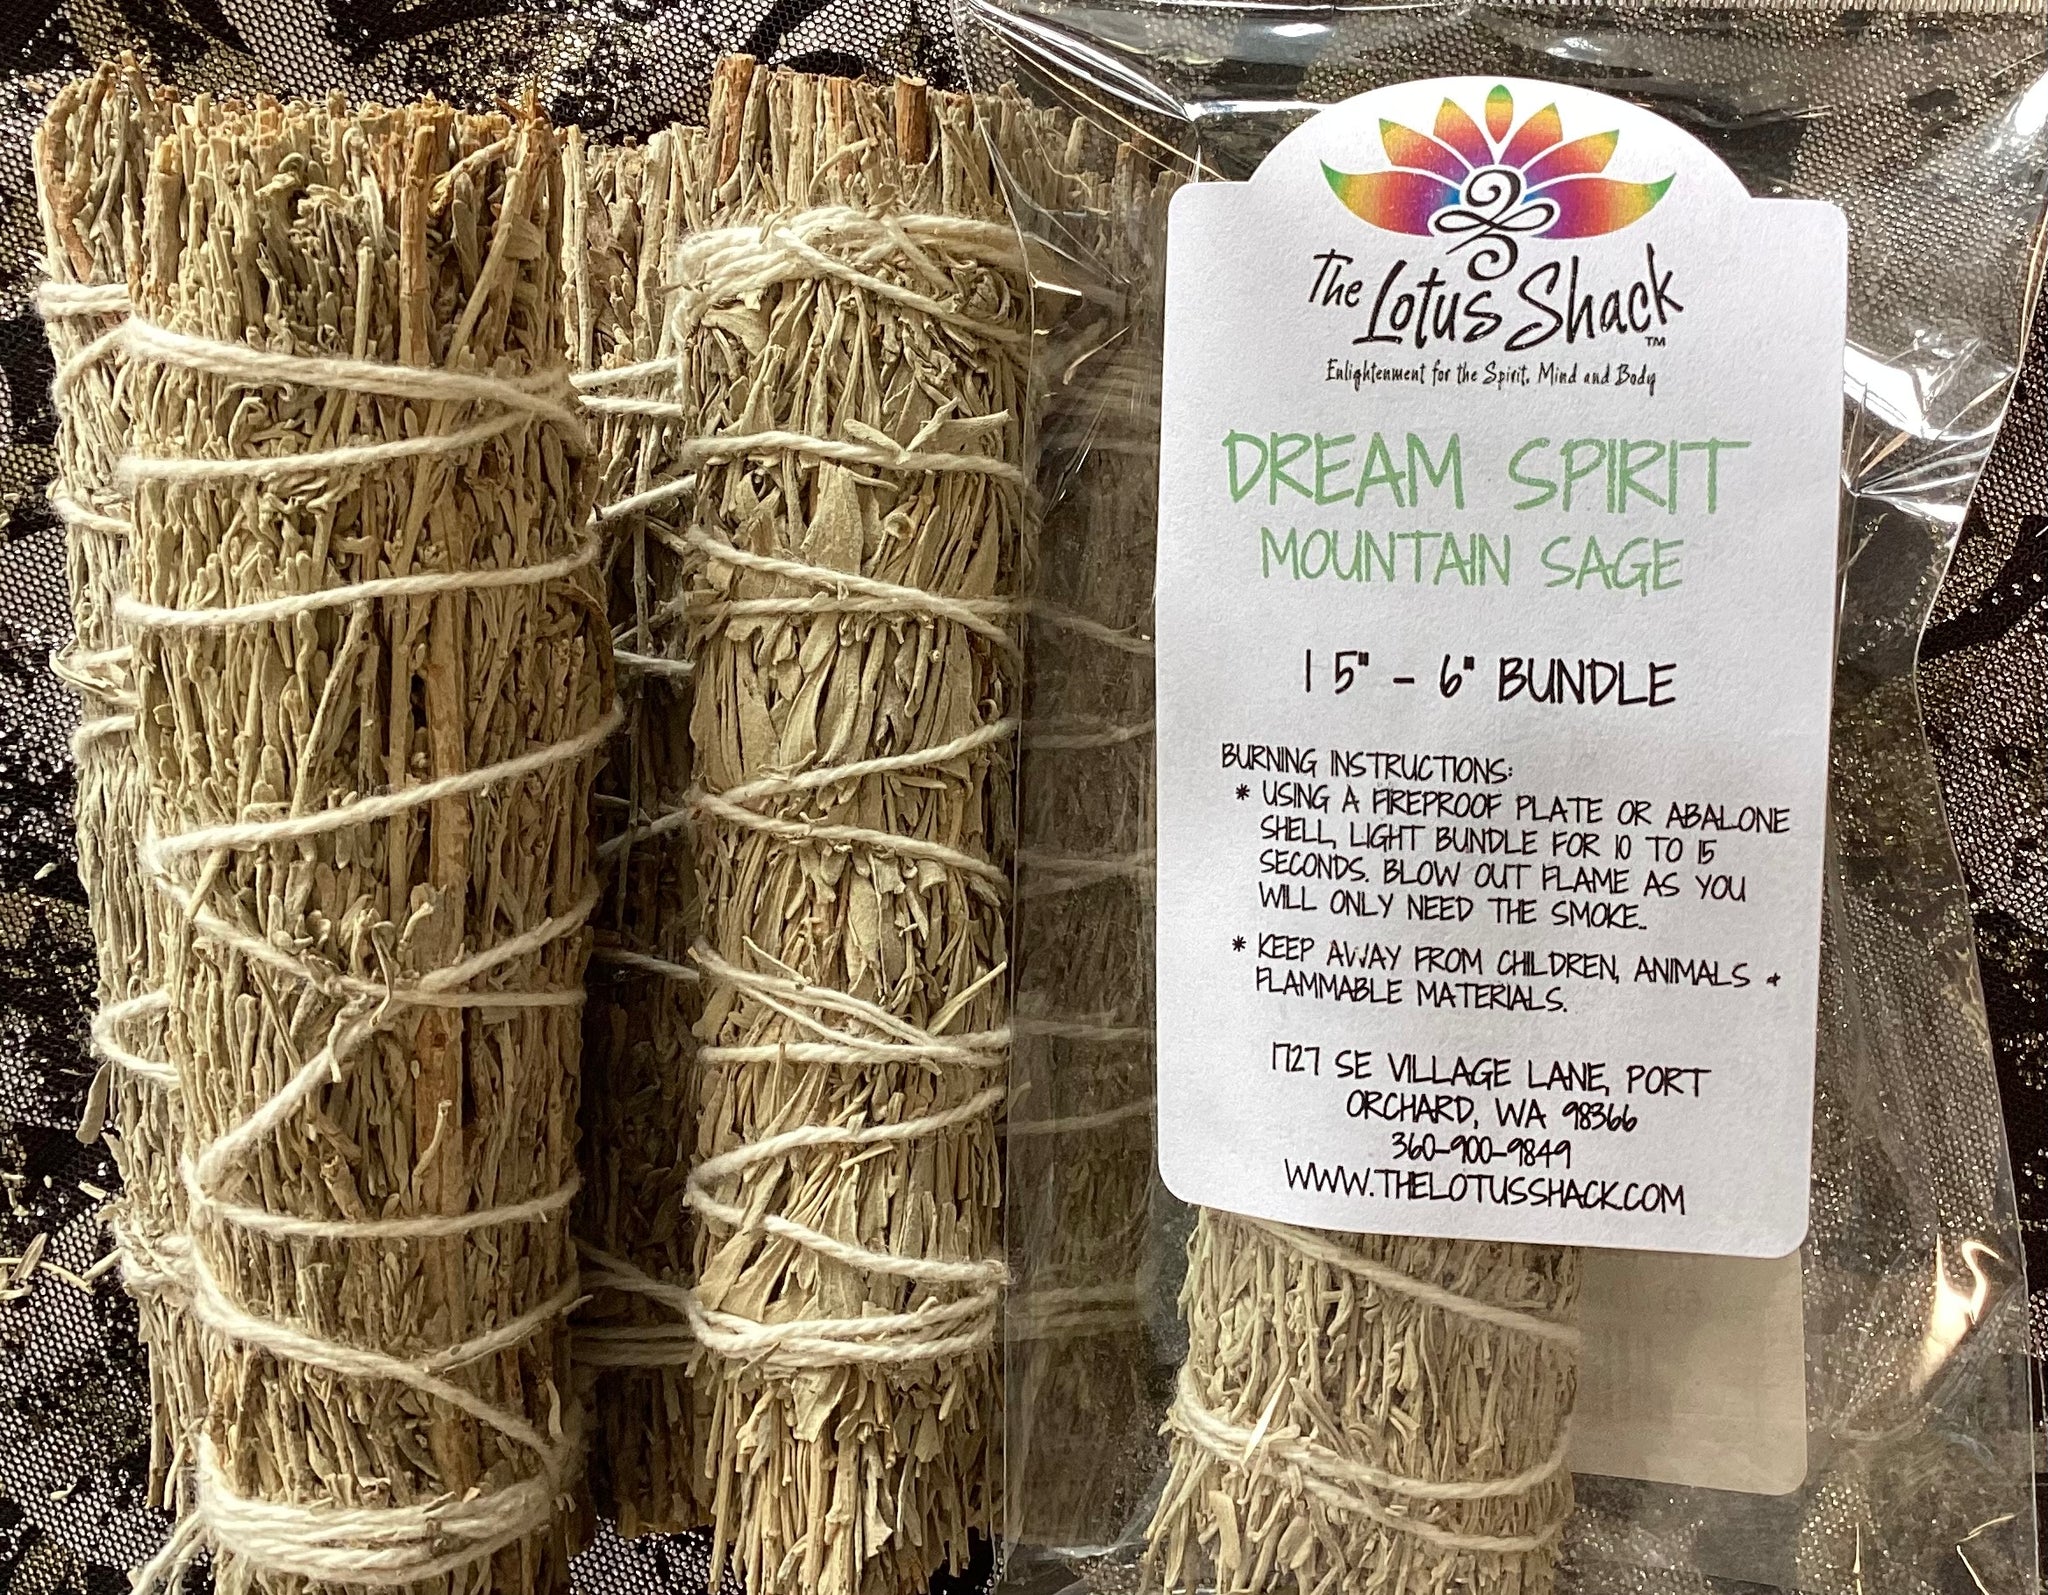 The Lotus Shack™
Enlightenment for the Spirit, Mind and Body
DREAM SPIRIT
MOUNTAIN SAGE
1 5" - 6" BUNDLE
BURNING INSTRUCTIONS:
* USING A FIREPROOF PLATE OR ABALONE
SHELL, LIGHT BUNDLE FOR 10 TO 15
SECONDS. BLOW OUT FLAME AS YOU
WILL ONLY NEED THE SMOKE..
* KEEP AWAY FROM CHILDREN, ANIMALS &
FLAMMABLE MATERIALS.
1727 SE VILLAGE LANE, PORT
ORCHARD, WA 98366
360-900-9849
WWW.THELOTUSSHACK.COM